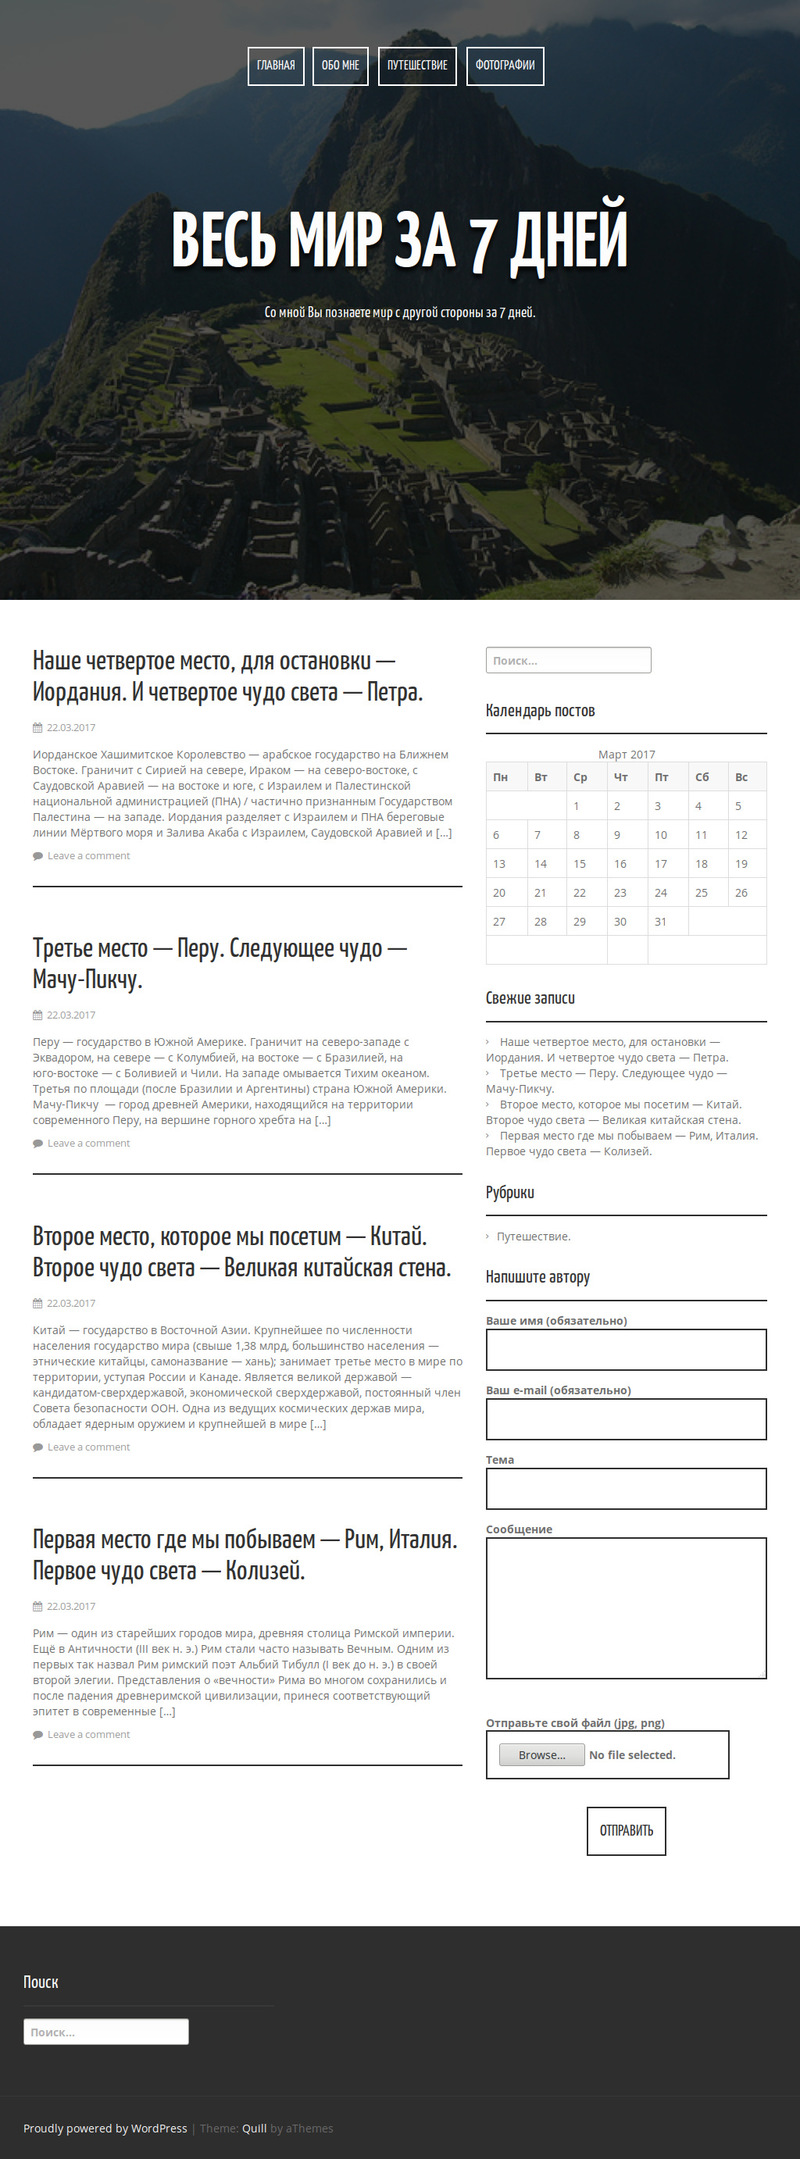 ГЛАВНАЯ
ОБО МНЕ
ПУТЕШЕСТВИЕ
ФОТОГРАФИИ
ВЕСЬ МИР ЗА 7 ДНЕЙ
Со мной Вы познаете мир с другой стороны за 7 дней.
Наше четвертое место, для остановки —
Иордания. И четвертое чудо света — Петра.
22.03.2017
Иорданское Хашимитское Королевство — арабское государство на Ближнем
Востоке. Граничит с Сирией на севере, Ираком — на северо-востоке, с
Саудовской Аравией — на востоке и юге, с Израилем и Палестинской
национальной администрацией (ПНА) / частично признанным Государством
Палестина — на западе. Иордания разделяет с Израилем и ПНА береговые
линии Мёртвого моря и Залива Акаба с Израилем, Саудовской Аравией и [...]
Leave a comment
Третье место — Перу. Следующее чудо —
Мачу-Пикчу.
22.03.2017
Перу — государство в Южной Америке. Граничит на северо-западе с
Эквадором, на севере — с Колумбией, на востоке — с Бразилией, на
юго-востоке — с Боливией и Чили. На западе омывается Тихим океаном.
Третья по площади (после Бразилии и Аргентины) страна Южной Америки.
Мачу-Пикчу — город древней Америки, находящийся на территории
современного Перу, на вершине горного хребта на [...]
Leave a comment
Второе место, которое мы посетим — Китай.
Второе чудо света — Великая китайская стена.
22.03.2017
Китай — государство в Восточной Азии. Крупнейшее по численности
населения государство мира (свыше 1,38 млрд, большинство населения —
этнические китайцы, самоназвание — хань); занимает третье место в мире по
территории, уступая России и Канаде. Является великой державой —
кандидатом-сверхдержавой, экономической сверхдержавой, постоянный член
Совета безопасности ООН. Одна из ведущих космических держав мира,
обладает ядерным оружием и крупнейшей в мире [...]
Leave a comment
Первая место где мы побываем — Рим, Италия.
Первое чудо света — Колизей.
22.03.2017
Рим — один из старейших городов мира, древняя столица Римской империи.
Ещё в Античности (III век н. э.) Рим стали часто называть Вечным. Одним из
первых так назвал Рим римский поэт Альбий Тибулл (I век до н. э.) в своей
второй элегии. Представления о «вечности» Рима во многом сохранились и
после падения древнеримской цивилизации, принеся соответствующий
эпитет в современные [...]
Leave a comment
Поиск...
Календарь постов
Март 2017
Пн Вт Ср Чт Пт Сб Вс
1 2 3 4 5
6 7 8 9 10 11 12
13 14 15 16 17 18 19
20 21 22 23 24 25 26
27 28 29 30 31
Свежие записи
Наше четвертое место, для остановки —
Иордания. И четвертое чудо света — Петра.
Третье место — Перу. Следующее чудо —
Мачу-Пикчу.
Второе место, которое мы посетим — Китай.
Второе чудо света — Великая китайская стена.
Первая место где мы побываем — Рим, Италия.
Первое чудо света — Колизей.
Рубрики
Путешествие.
Напишите автору
Ваше имя (обязательно)
Ваш e-mail (обязательно)
Тема
Сообщение
Отправьте свой файл (jpg, png)
Browse... No file selected.
ОТПРАВИТЬ
Поиск
Поиск...
Proudly powered by WordPress | Theme: Quill by aThemes